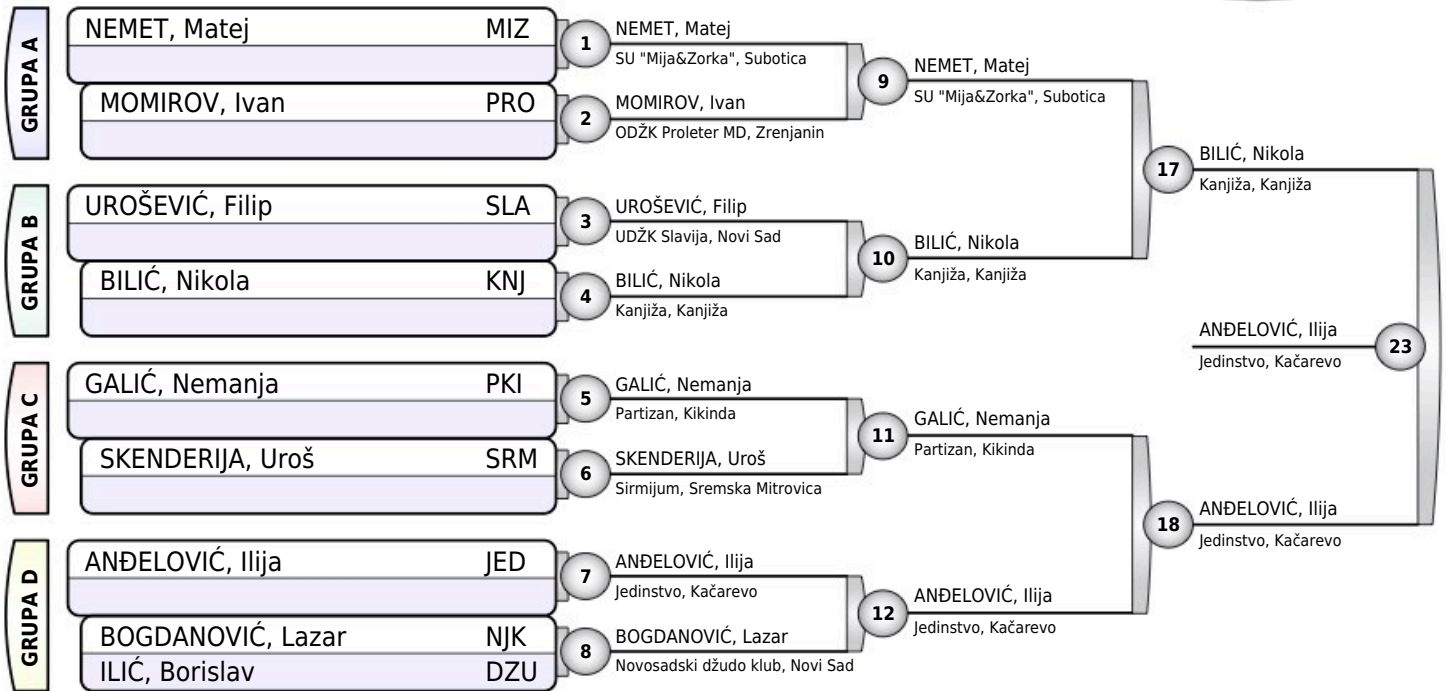 GRUPA A
NEMET, Matej MIZ
MOMIROV, Ivan PRO
1
NEMET, Matej
SU "Mija&Zorka", Subotica
2
MOMIROV, Ivan
ODŽK Proleter MD, Zrenjanin
9
NEMET, Matej
SU "Mija&Zorka", Subotica
GRUPA B
UROŠEVIĆ, Filip SLA
BILIĆ, Nikola KNJ
3
UROŠEVIĆ, Filip
UDŽK Slavija, Novi Sad
4
BILIĆ, Nikola
Kanjiža, Kanjiža
10
BILIĆ, Nikola
Kanjiža, Kanjiža
17
BILIĆ, Nikola
Kanjiža, Kanjiža
GRUPA C
GALIĆ, Nemanja PKI
SKENDERIJA, Uroš SRM
5
GALIĆ, Nemanja
Partizan, Kikinda
6
SKENDERIJA, Uroš
Sirmijum, Sremska Mitrovica
11
GALIĆ, Nemanja
Partizan, Kikinda
GRUPA D
ANĐELOVIĆ, Ilija JED
BOGDANOVIĆ, Lazar NJK
ILIĆ, Borislav DZU
7
ANĐELOVIĆ, Ilija
Jedinstvo, Kačarevo
8
BOGDANOVIĆ, Lazar
Novosadski džudo klub, Novi Sad
12
ANĐELOVIĆ, Ilija
Jedinstvo, Kačarevo
18
ANĐELOVIĆ, Ilija
Jedinstvo, Kačarevo
ANĐELOVIĆ, Ilija
Jedinstvo, Kačarevo
23